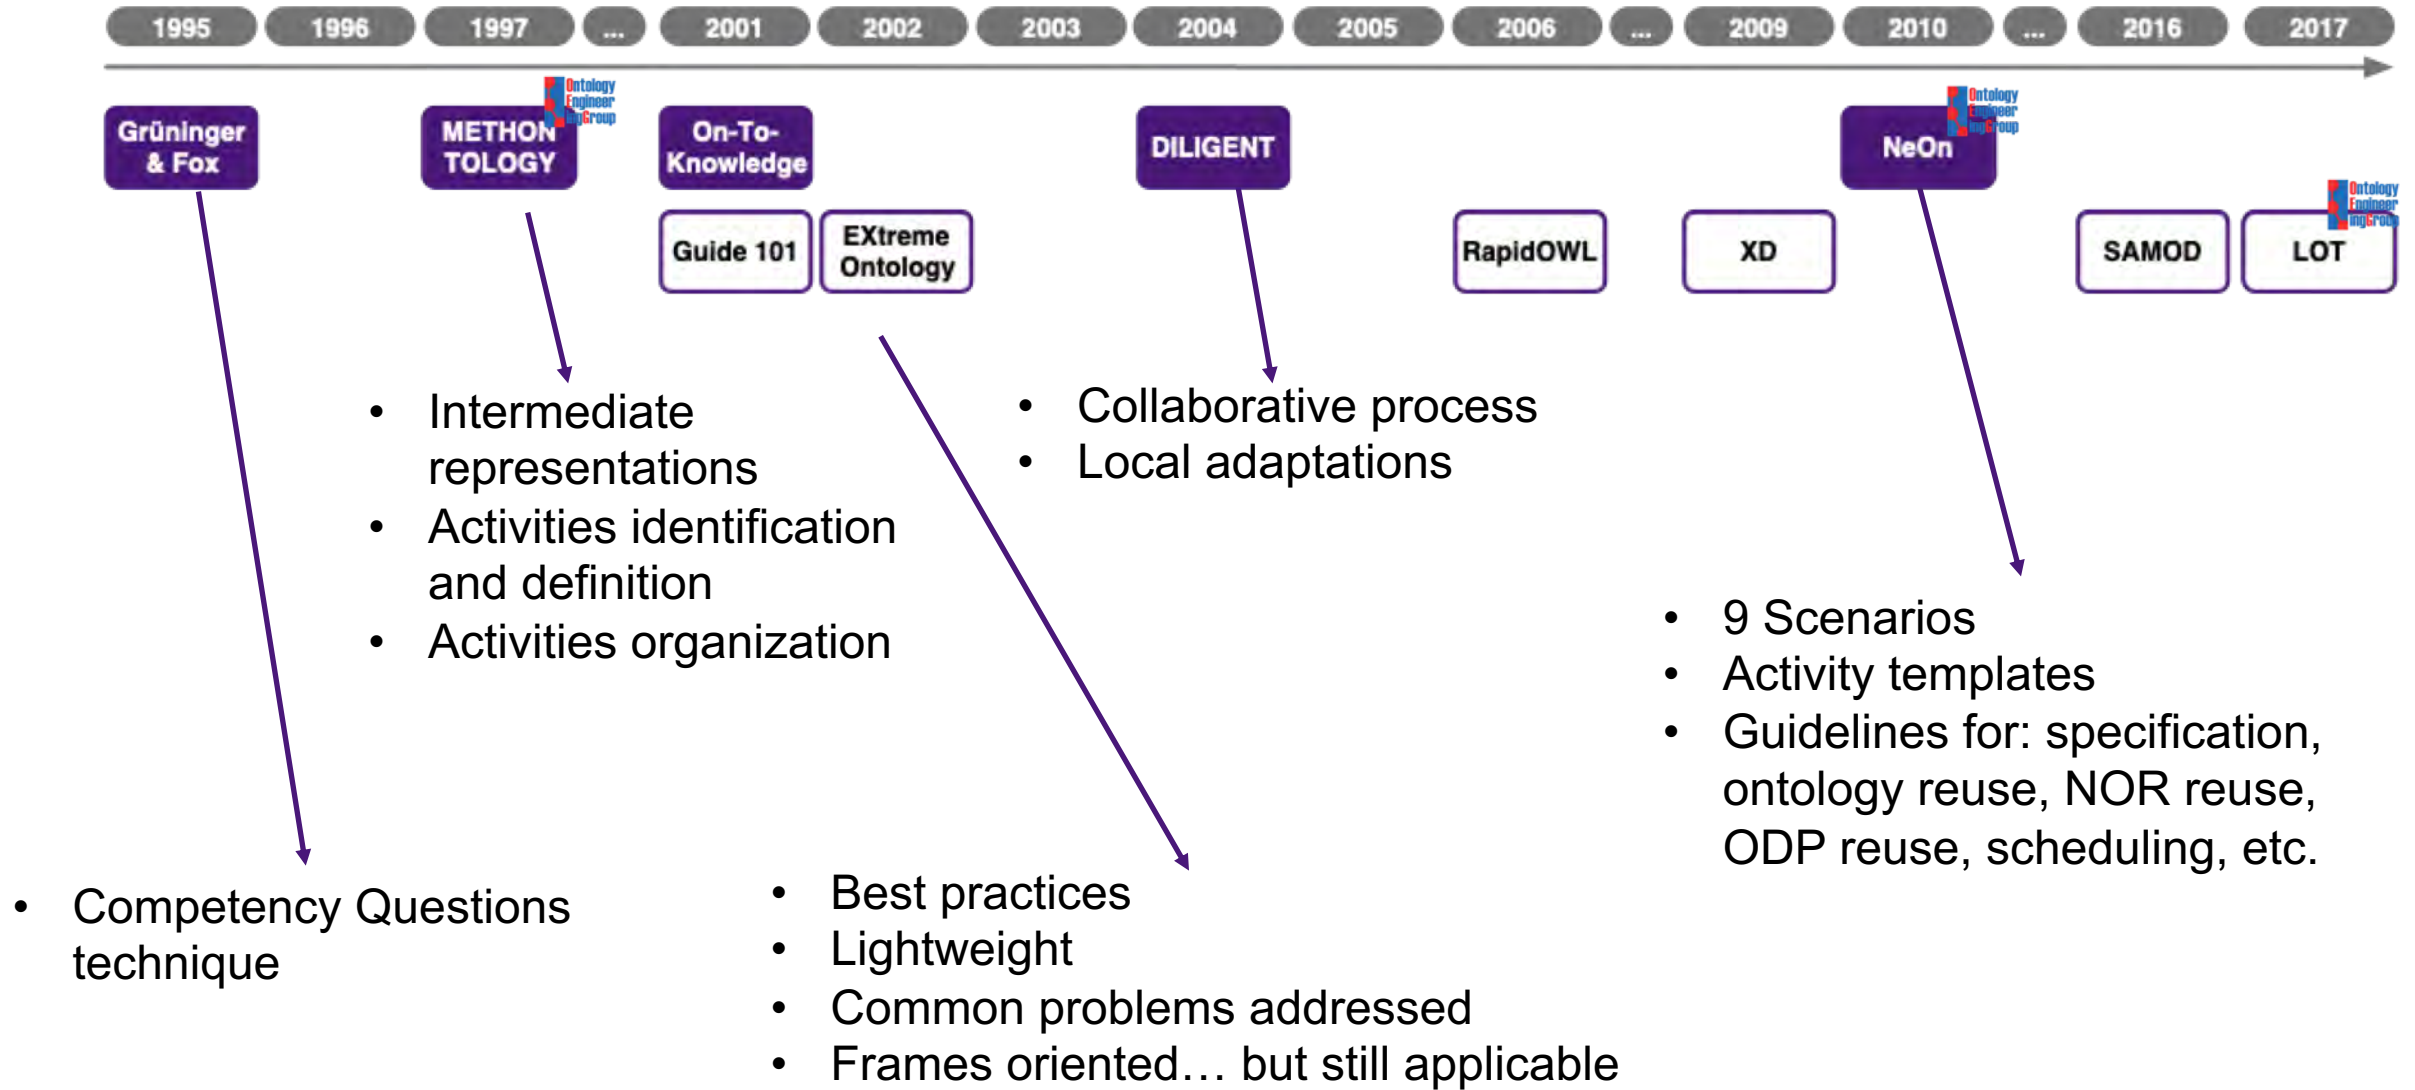 1995 1996 1997 ... 2001 2002 2003 2004 2005 2006 ... 2009 2010 ... 2016 2017
Grüninger
& Fox
METHON
TOLOGY
Ontology
Engineer
ingGroup
On-To-
Knowledge
DILIGENT
NeOn
Ontology
Engineer
ingGroup
Guide 101
EXtreme
Ontology
RapidOWL
XD
SAMOD
LOT
Ontology
Engineer
ingGroup
• Intermediate
representations
• Activities identification
and definition
• Activities organization
• Collaborative process
• Local adaptations
• 9 Scenarios
• Activity templates
• Guidelines for: specification,
ontology reuse, NOR reuse,
ODP reuse, scheduling, etc.
• Competency Questions
technique
• Best practices
• Lightweight
• Common problems addressed
• Frames oriented… but still applicable